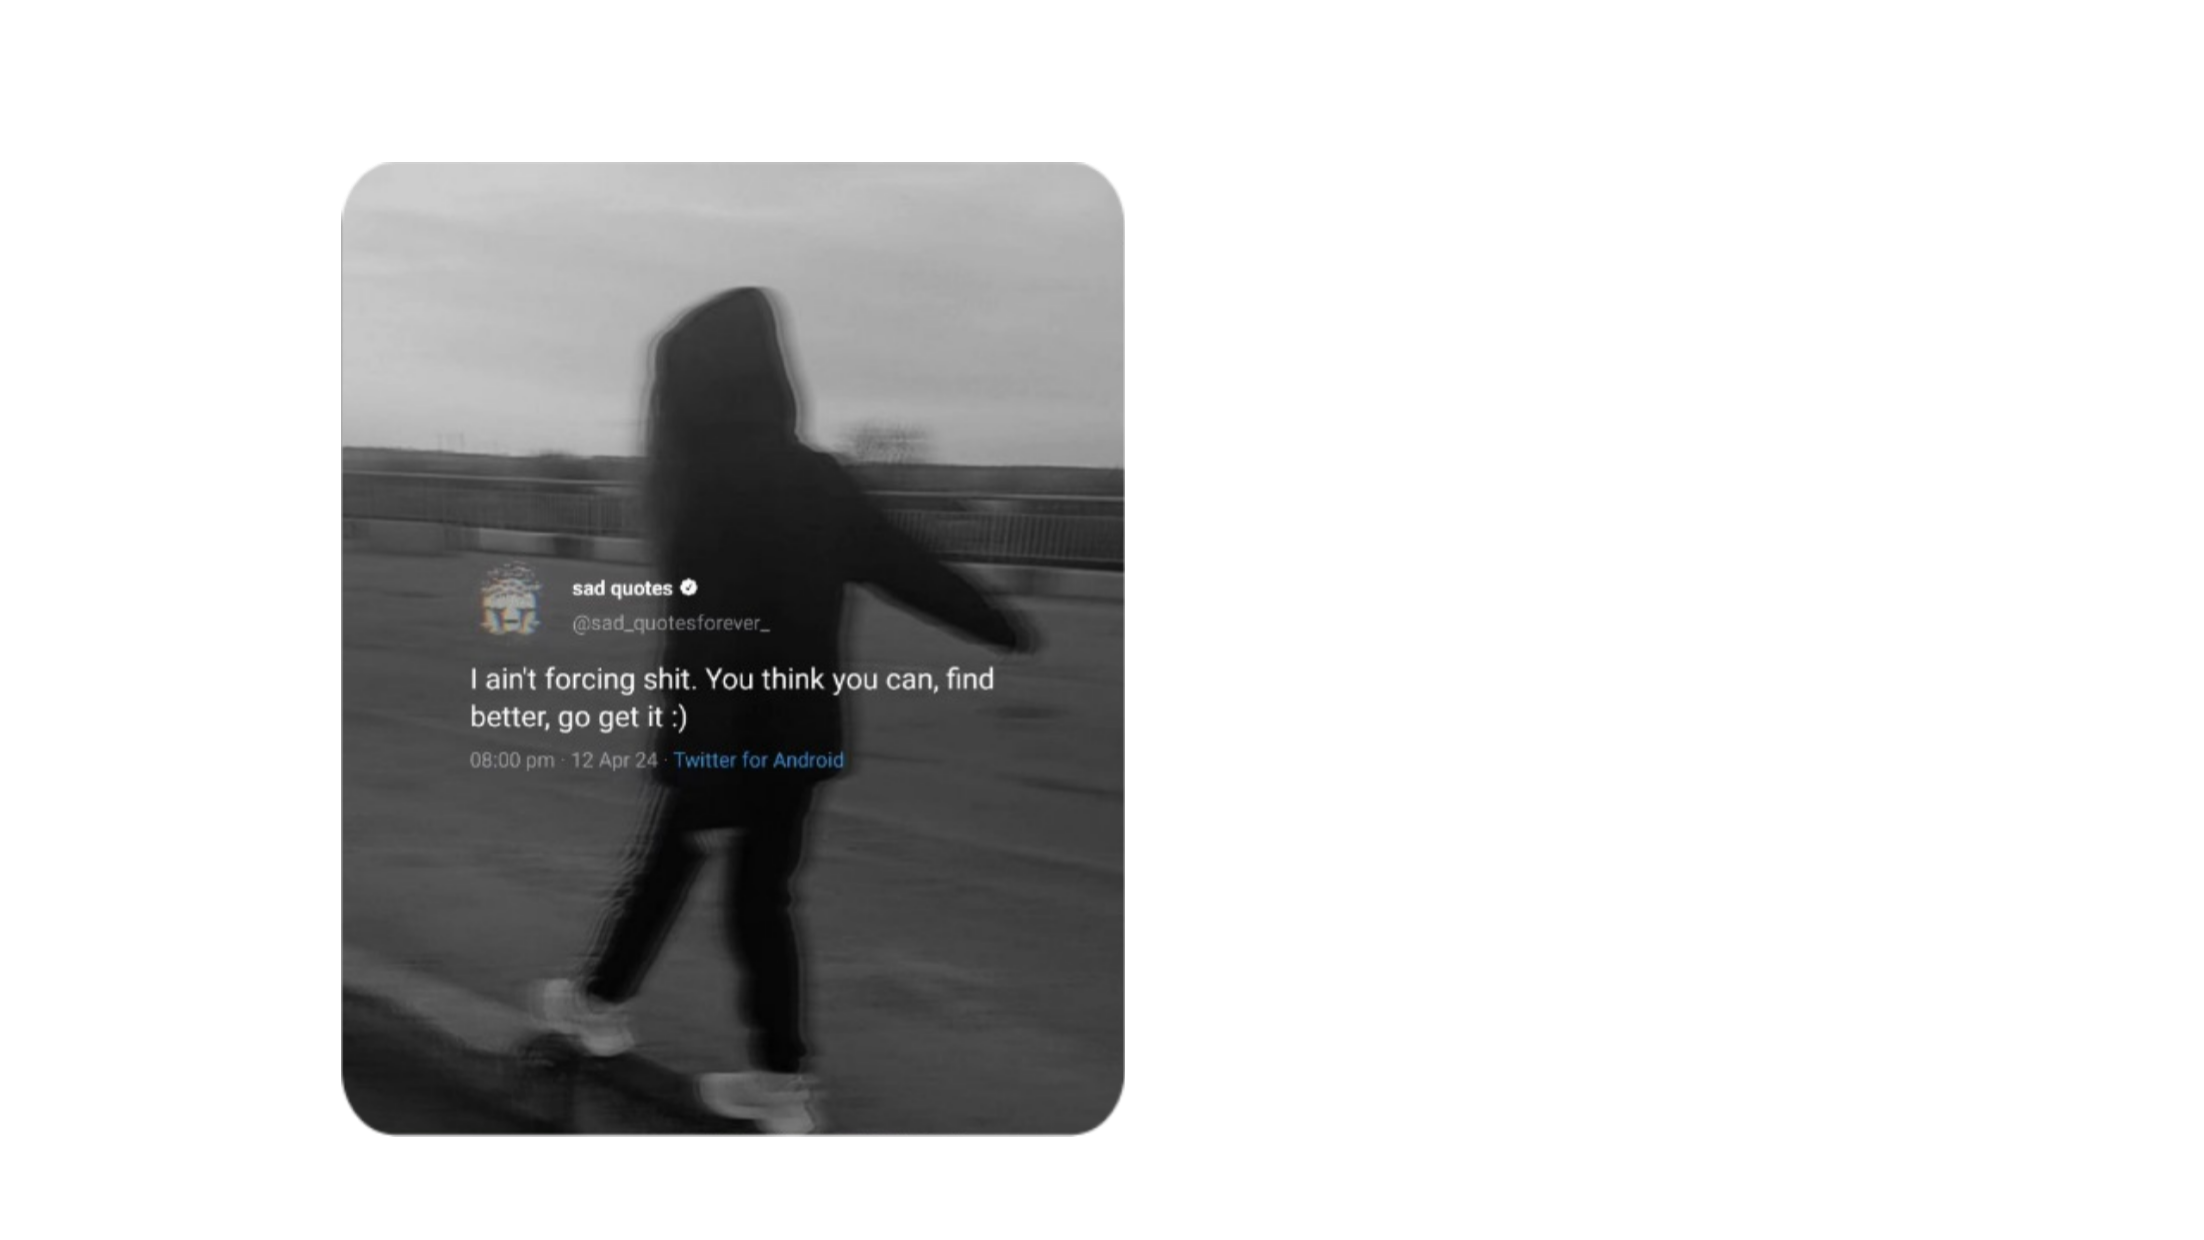 sad quotes
@sad_quotesforever_
I ain't forcing shit. You think you can, find
better, go get it :)
08:00 pm · 12 Apr 24 · Twitter for Android